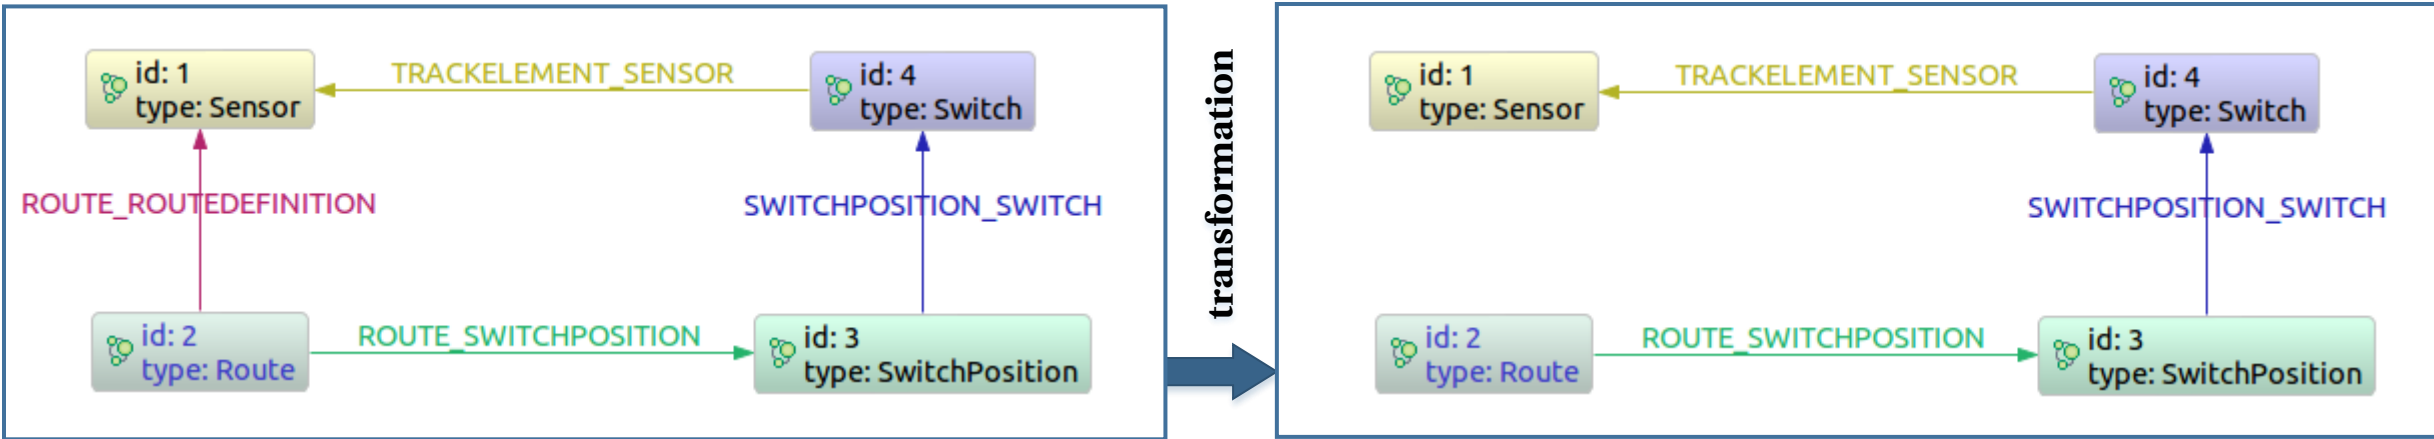 id: 1
type: Sensor
TRACKELEMENT_SENSOR
id: 4
type: Switch
ROUTE_ROUTEDEFINITION
SWITCHPOSITION_SWITCH
id: 2
type: Route
ROUTE_SWITCHPOSITION
id: 3
type: SwitchPosition
transformation
id: 1
type: Sensor
TRACKELEMENT_SENSOR
id: 4
type: Switch
SWITCHPOSITION_SWITCH
id: 2
type: Route
ROUTE_SWITCHPOSITION
id: 3
type: SwitchPosition